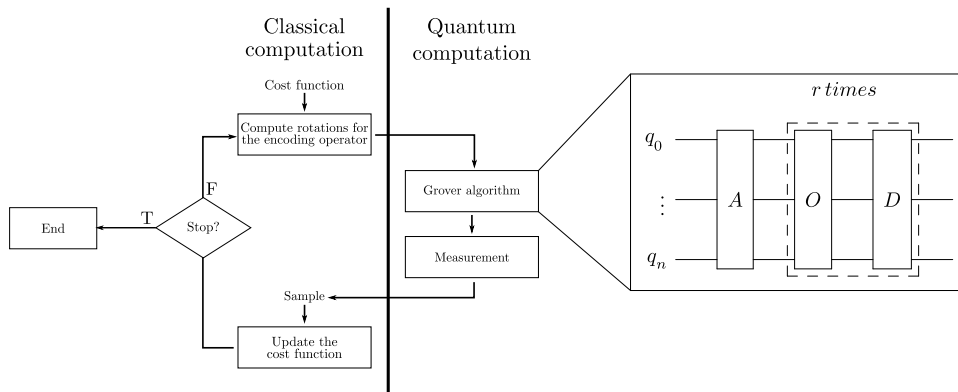 Classical
computation
Quantum
computation
Cost function
Compute rotations for
the encoding operator
F
T
Stop?
End
Sample
Update the
cost function
Grover algorithm
Measurement
r times
q0
⋮
qn
A
O
D